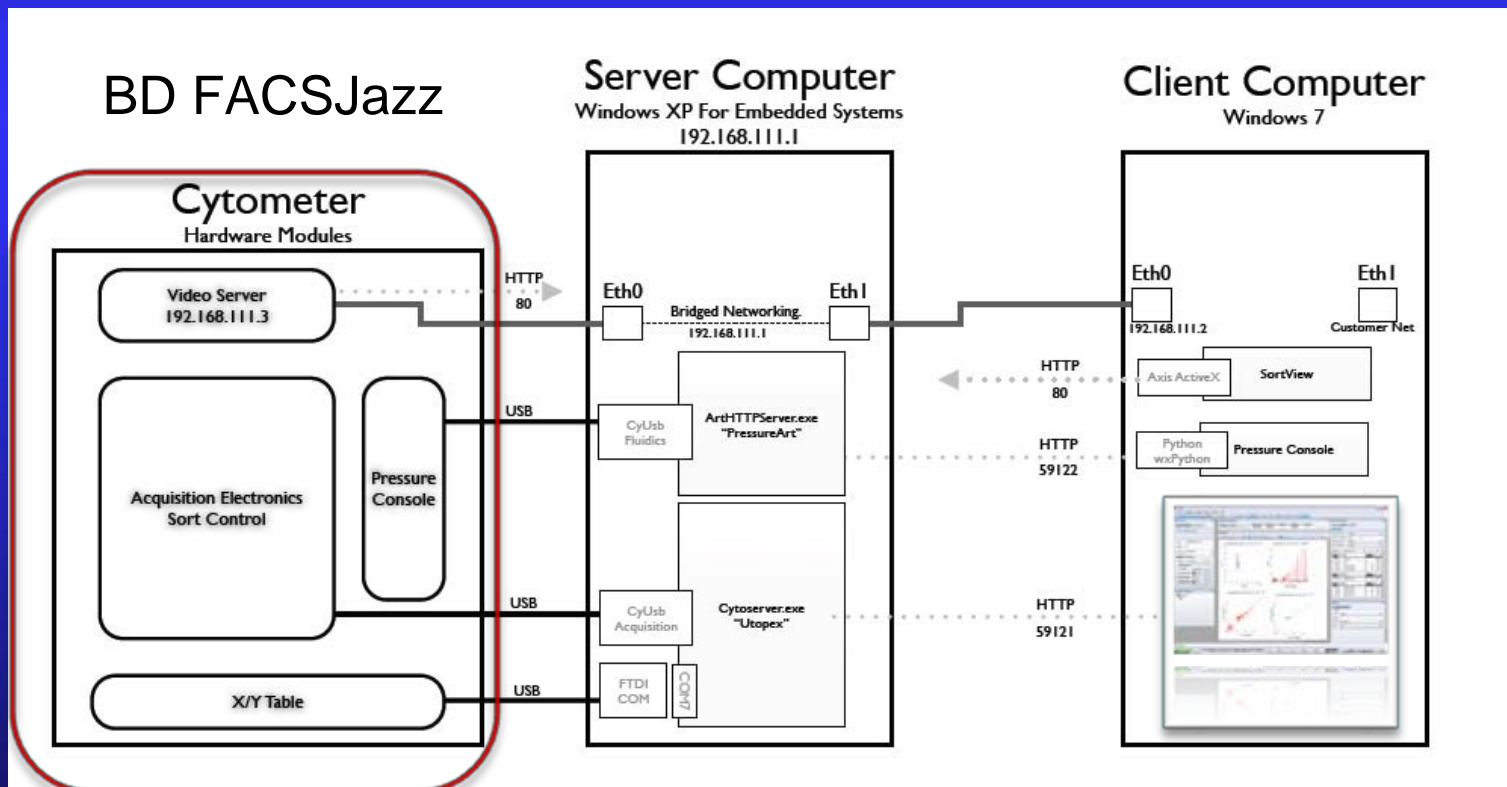 BD FACSJazz
Server Computer
Windows XP For Embedded Systems
192.168.111.1
Client Computer
Windows 7
Cytometer
Hardware Modules
Video Server
192.168.111.3
Acquisition Electronics
Sort Control
Pressure
Console
X/Y Table
HTTP
80
USB
USB
USB
Eth0
Eth1
Bridged Networking.
192.168.111.1
CyUsb
Fluidics
ArtHTTPServer.exe
"PressureArt"
CyUsb
Acquisition
Cytoserver.exe
"Utopex"
FTDI
COM
COM7
HTTP
80
HTTP
59122
HTTP
59121
Eth0
192.168.111.2
Eth1
Customer Net
Axis ActiveX
SortView
Python
wxPython
Pressure Console